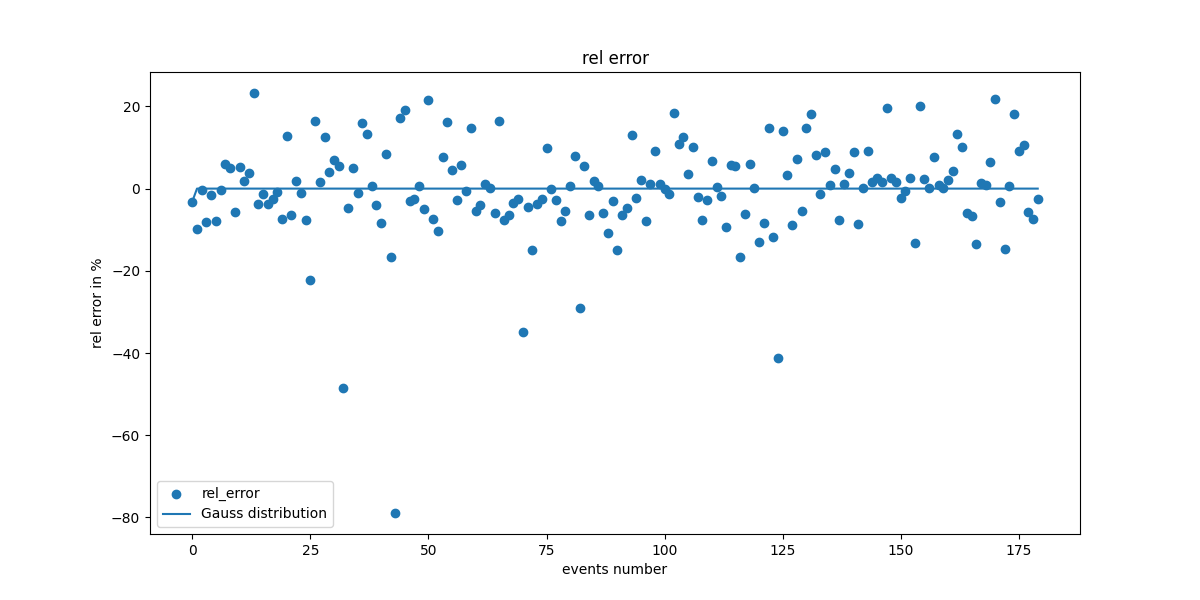 rel error
20
0
−20
−40
−60
−80
rel error in %
rel_error
Gauss distribution
0 25 50 75 100 125 150 175
events number